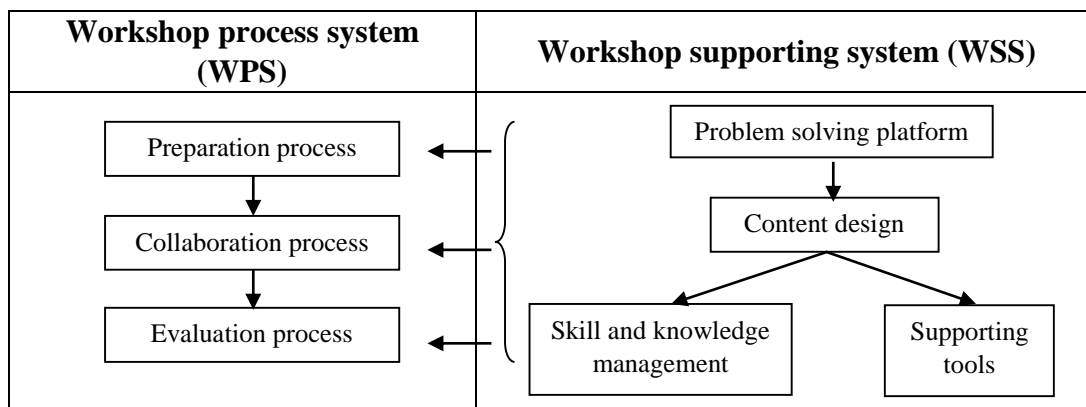 Workshop process system
(WPS)
Workshop supporting system (WSS)
Preparation process
Collaboration process
Evaluation process
Problem solving platform
Content design
Skill and knowledge
management
Supporting
tools